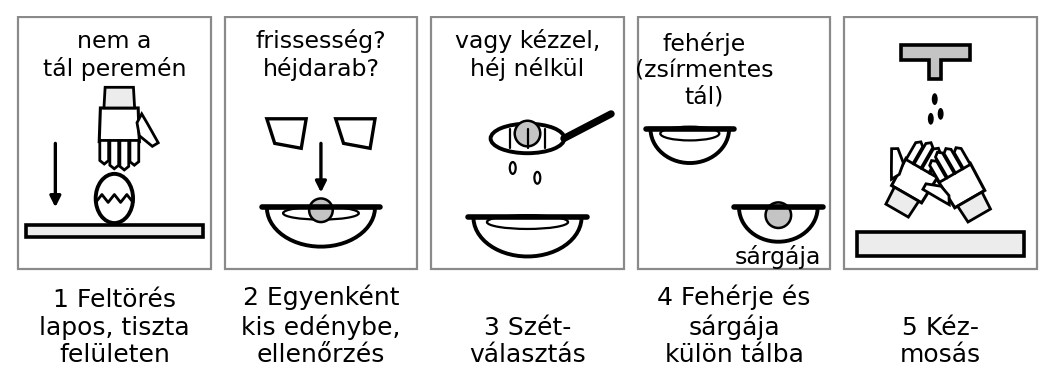 nem a
tál peremén
frissesség?
héjdarab?
vagy kézzel,
héj nélkül
fehérje
(zsírmentes
tál)
sárgája
1 Feltörés
lapos, tiszta
felületen
2 Egyenként
kis edénybe,
ellenőrzés
3 Szét-
választás
4 Fehérje és
sárgája
külön tálba
5 Kéz-
mosás